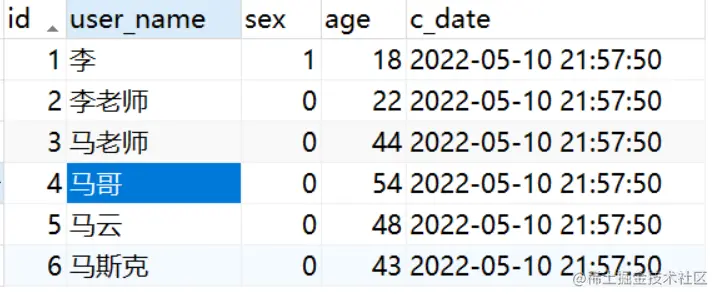 id user_name sex age c_date
1 李 1 18 2022-05-10 21:57:50
2 李老师 0 22 2022-05-10 21:57:50
3 马老师 0 44 2022-05-10 21:57:50
4 马哥 0 54 2022-05-10 21:57:50
5 马云 0 48 2022-05-10 21:57:50
6 马斯克 0 43 2022-05-10 21:57:50
@稀土掘金技术社区